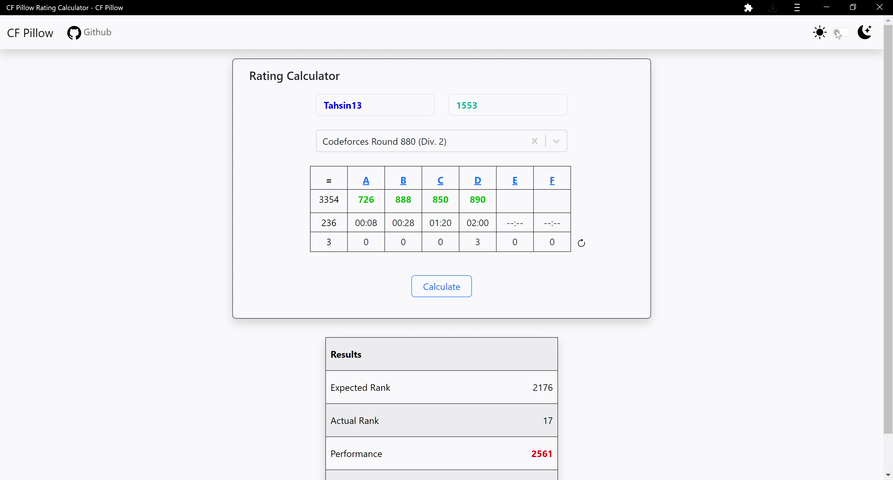 CF Pillow Rating Calculator - CF Pillow
CF Pillow Github
Rating Calculator
Tahsin13 1553
Codeforces Round 880 (Div. 2)
= A B C D E F
3354 726 888 850 890
236 00:08 00:28 01:20 02:00 --:-- --:--
3 0 0 0 3 0 0
Calculate
Results
Expected Rank 2176
Actual Rank 17
Performance 2561